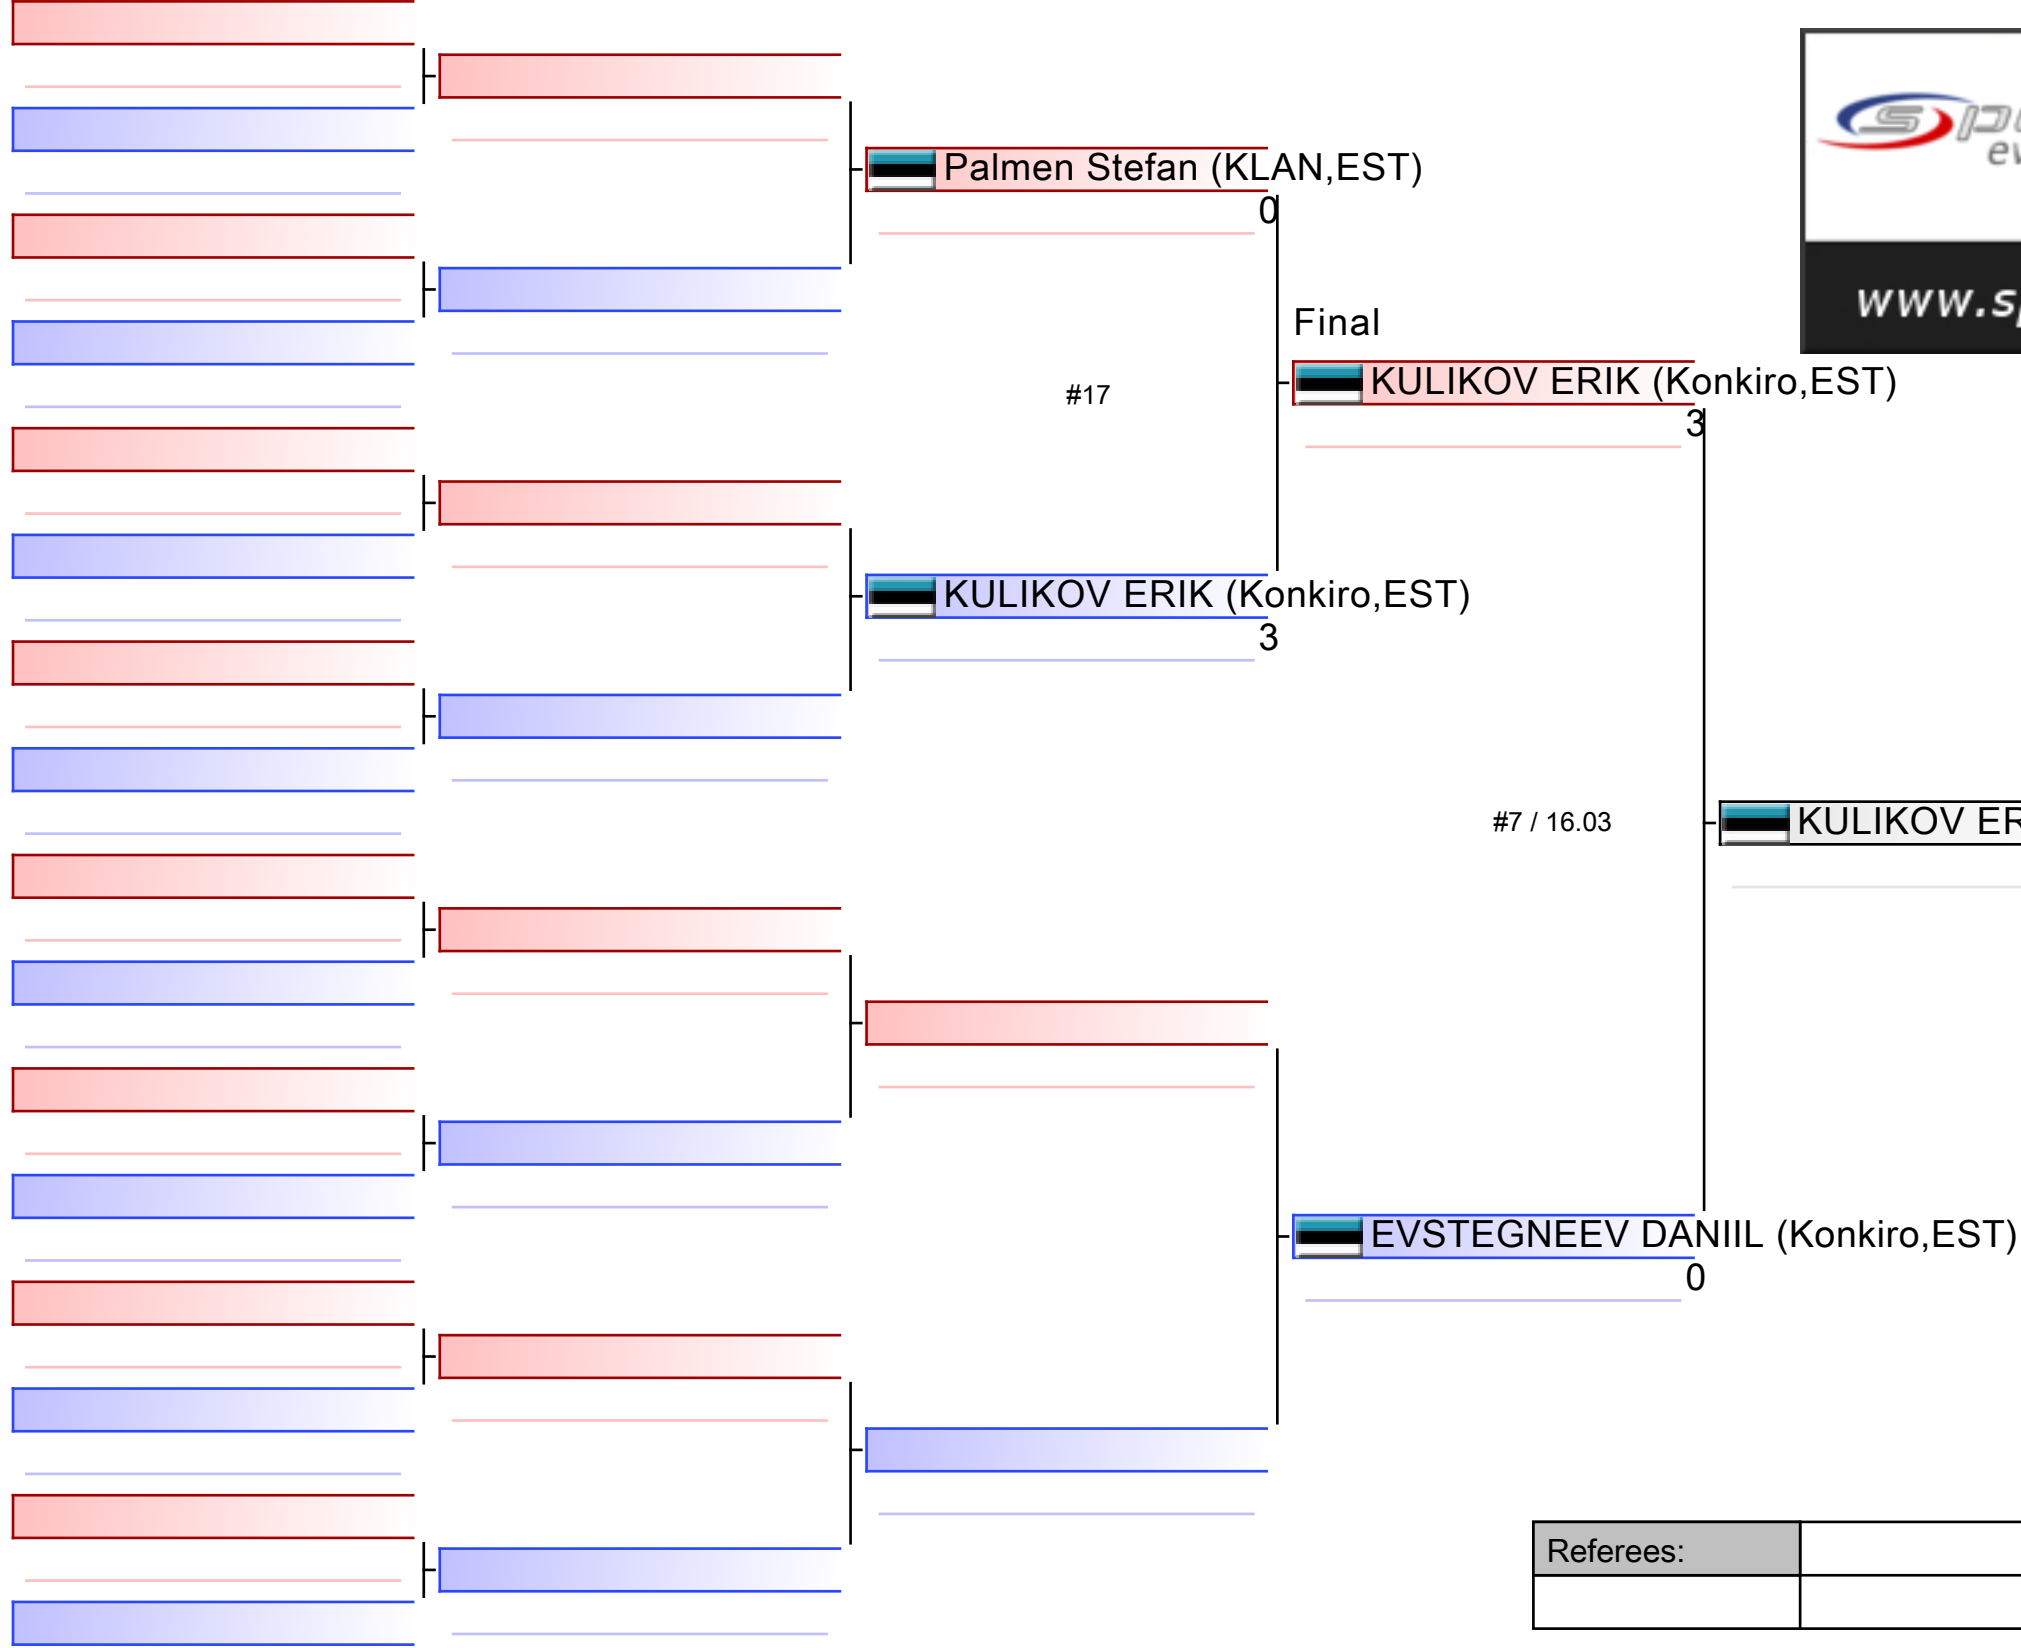 Palmen Stefan (KLAN,EST)
0
Final
#17
KULIKOV ERIK (Konkiro,EST)
3
KULIKOV ERIK (Konkiro,EST)
3
#7 / 16.03
KULIKOV
EVSTEGNEEV DANIIL (Konkiro,EST)
0
Referees: